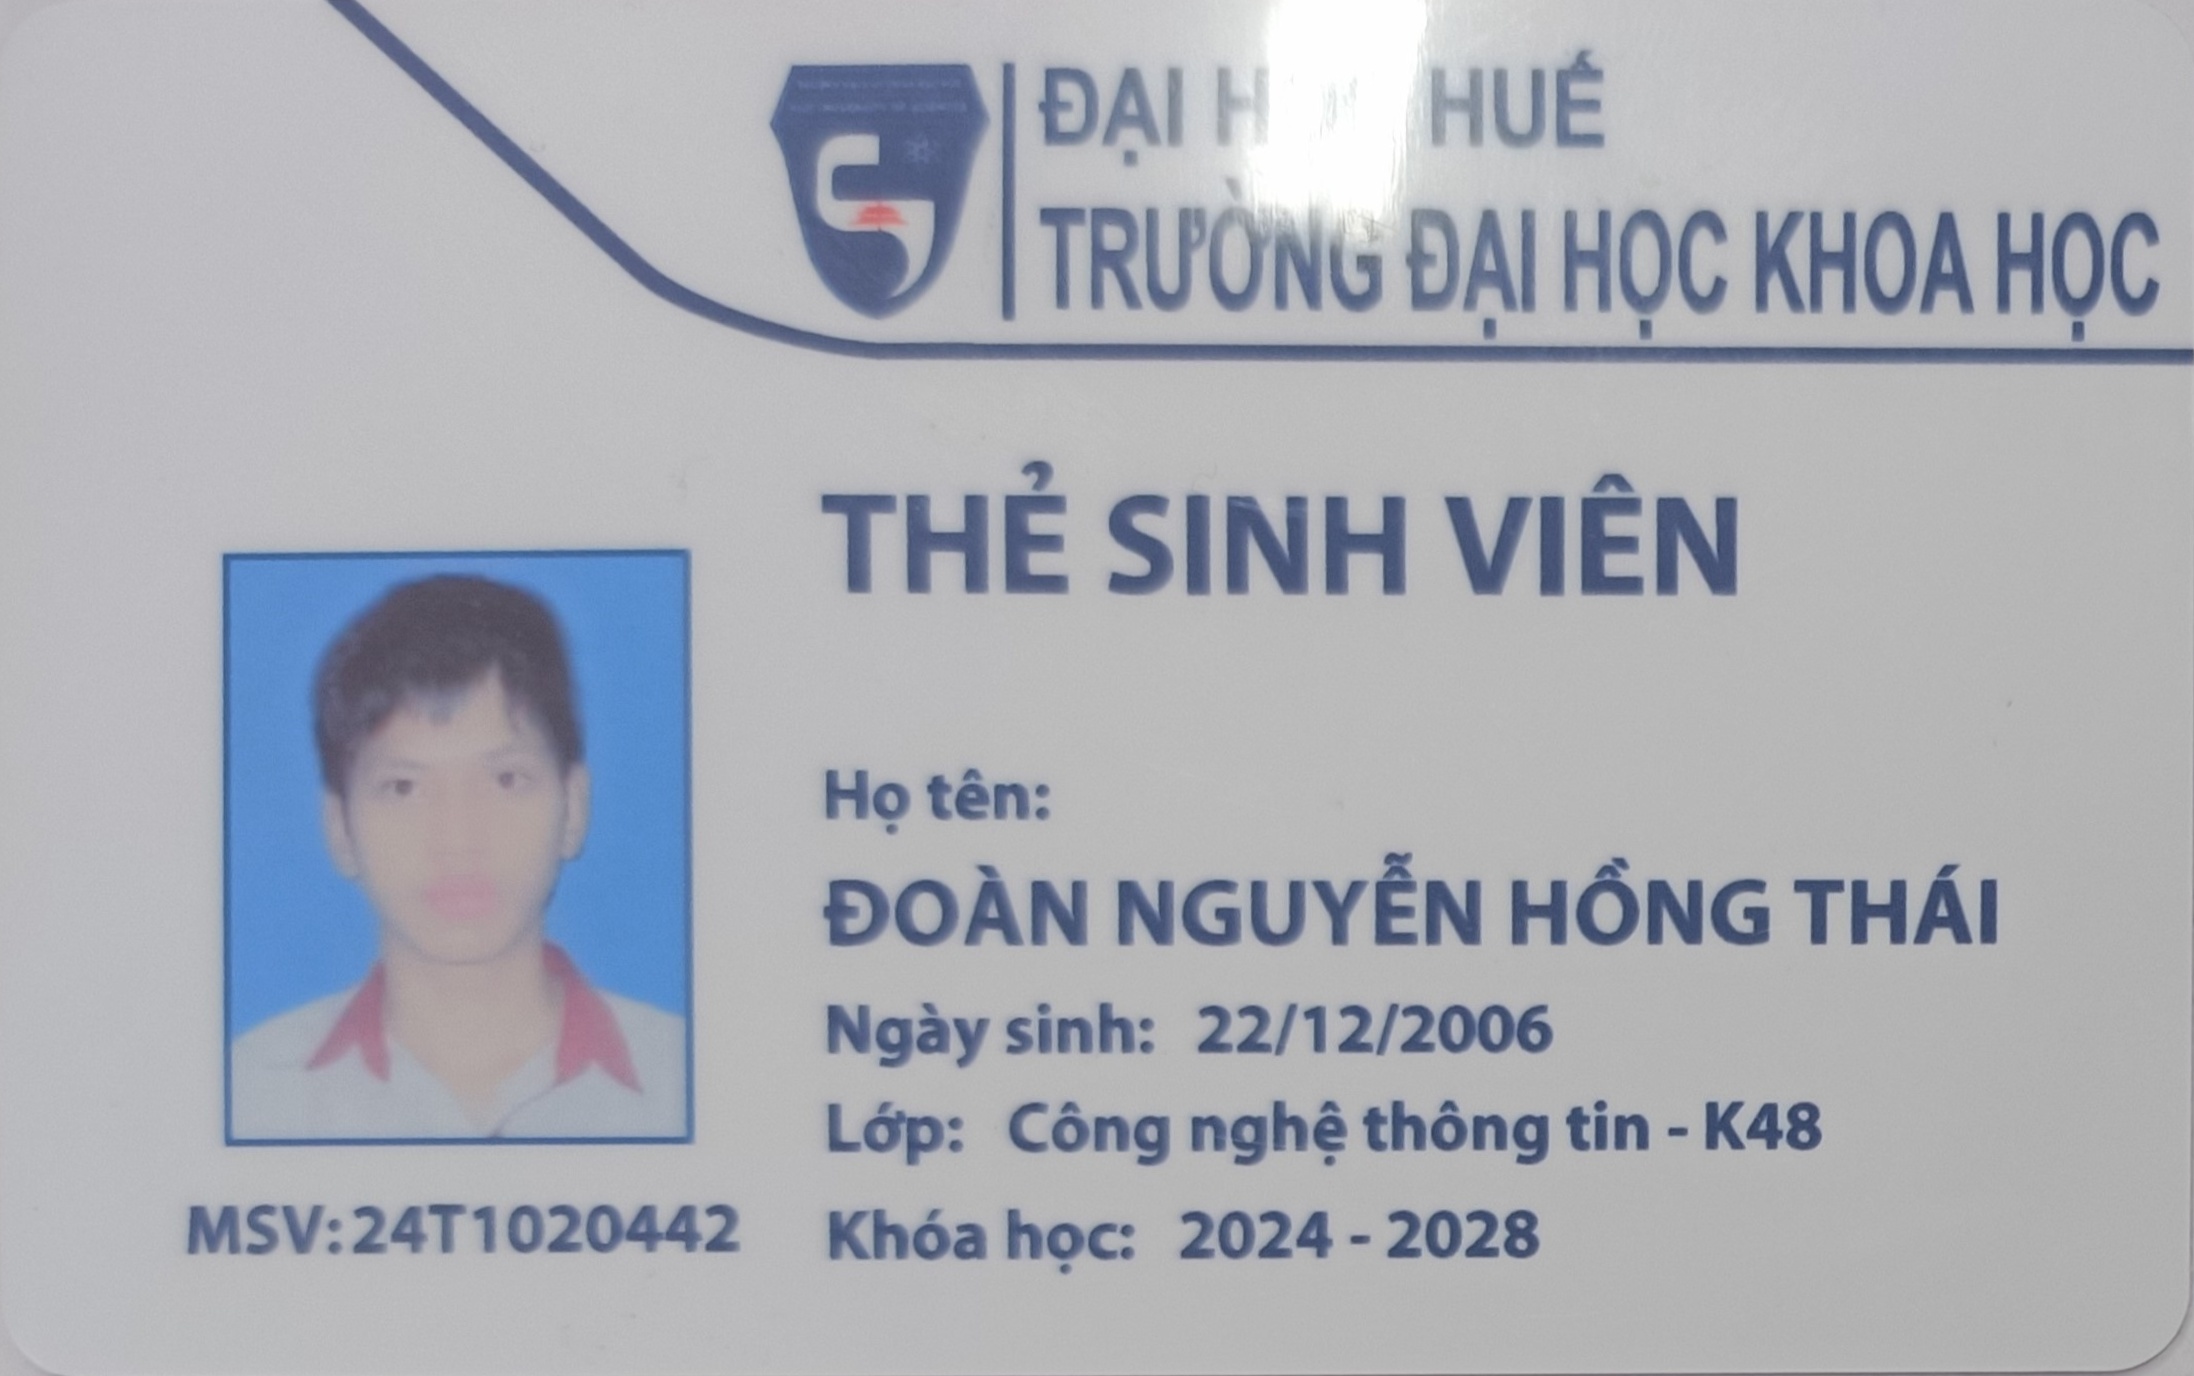 ĐẠI HUẾ
TRƯỜNG ĐẠI HỌC KHOA HỌC
THẺ SINH VIÊN
Họ tên:
ĐOÀN NGUYỄN HỒNG THÁI
Ngày sinh: 22/12/2006
Lớp: Công nghệ thông tin - K48
MSV:24T1020442
Khóa học: 2024 - 2028